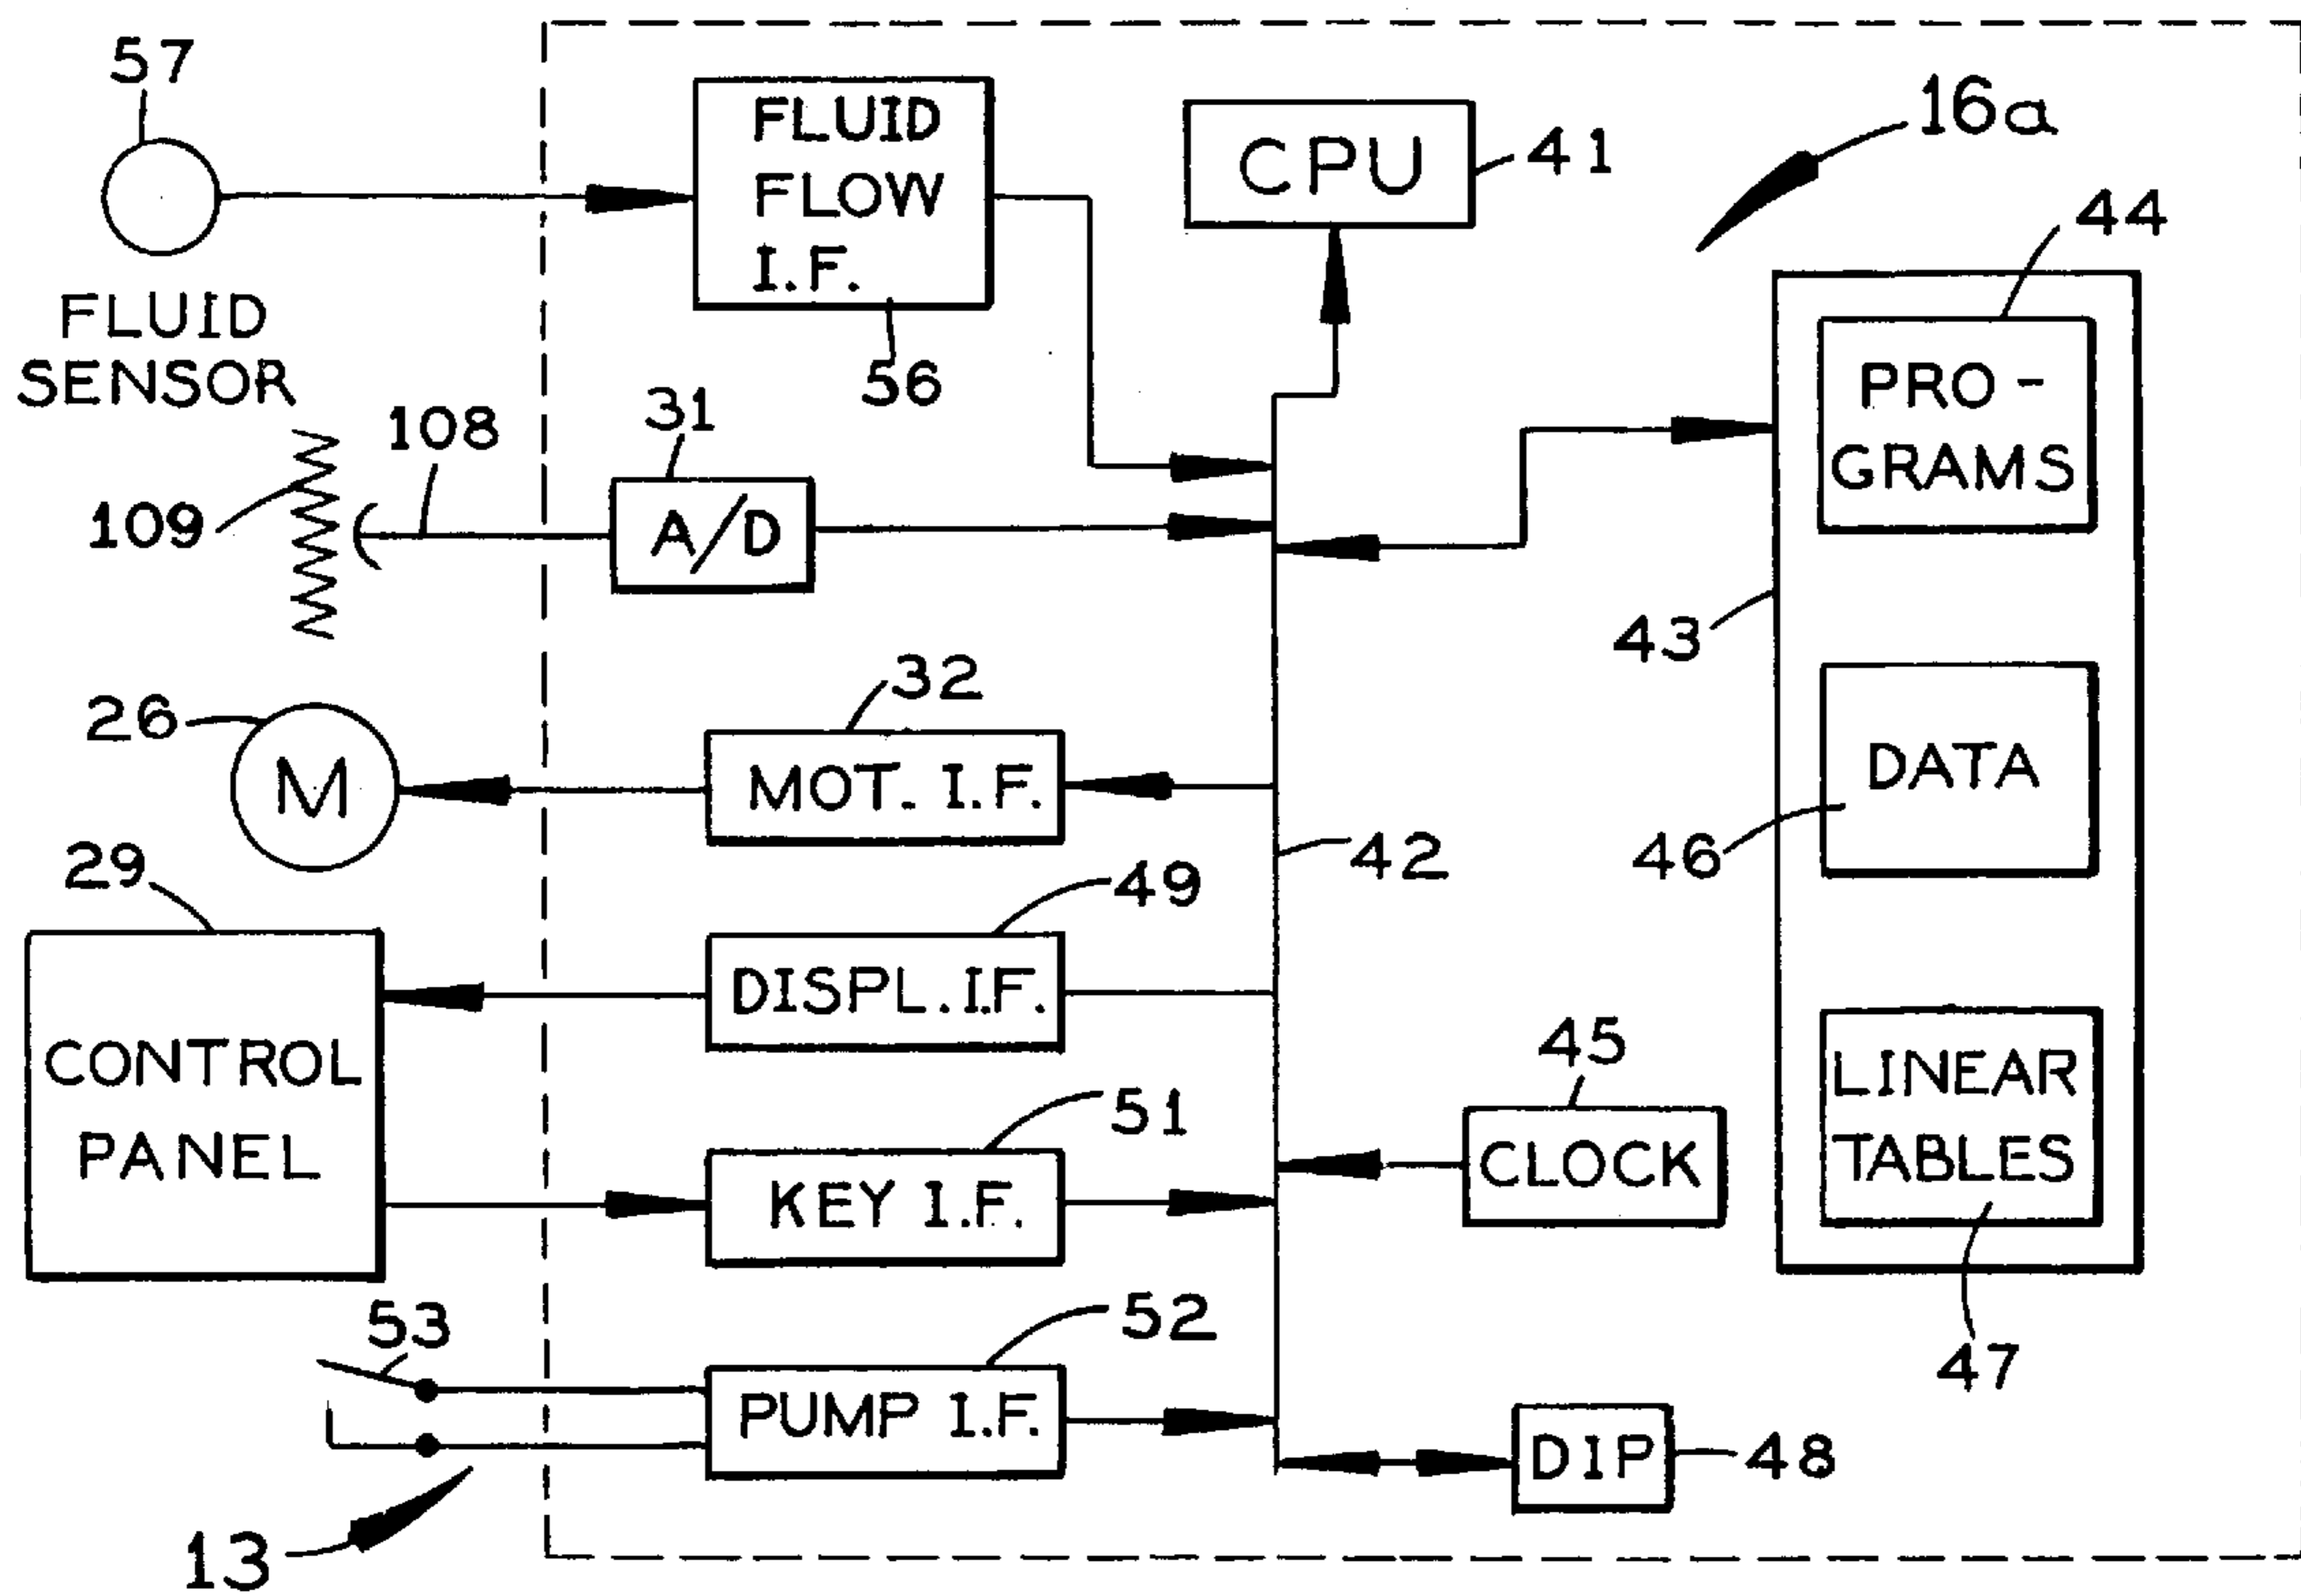 57
FLUID
SENSOR
FLUID
FLOW
I.F.
56
CPU
41
16a
44
PRO-
GRAMS
43
DATA
46
LINEAR
TABLES
47
108
109
31
A/D
26
M
32
MOT. I.F.
42
29
CONTROL
PANEL
49
DISPL. I.F.
51
KEY I.F.
45
CLOCK
53
52
PUMP I.F.
DIP
48
13